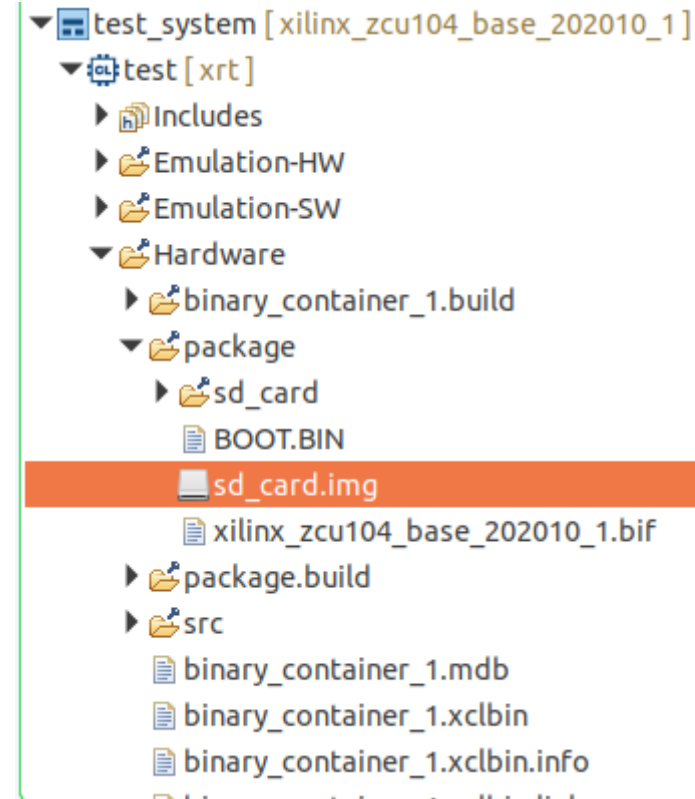 test_system [ xilinx_zcu104_base_202010_1 ]
test [ xrt ]
Includes
Emulation-HW
Emulation-SW
Hardware
binary_container_1.build
package
sd_card
BOOT.BIN
sd_card.img
xilinx_zcu104_base_202010_1.bif
package.build
src
binary_container_1.mdb
binary_container_1.xclbin
binary_container_1.xclbin.info